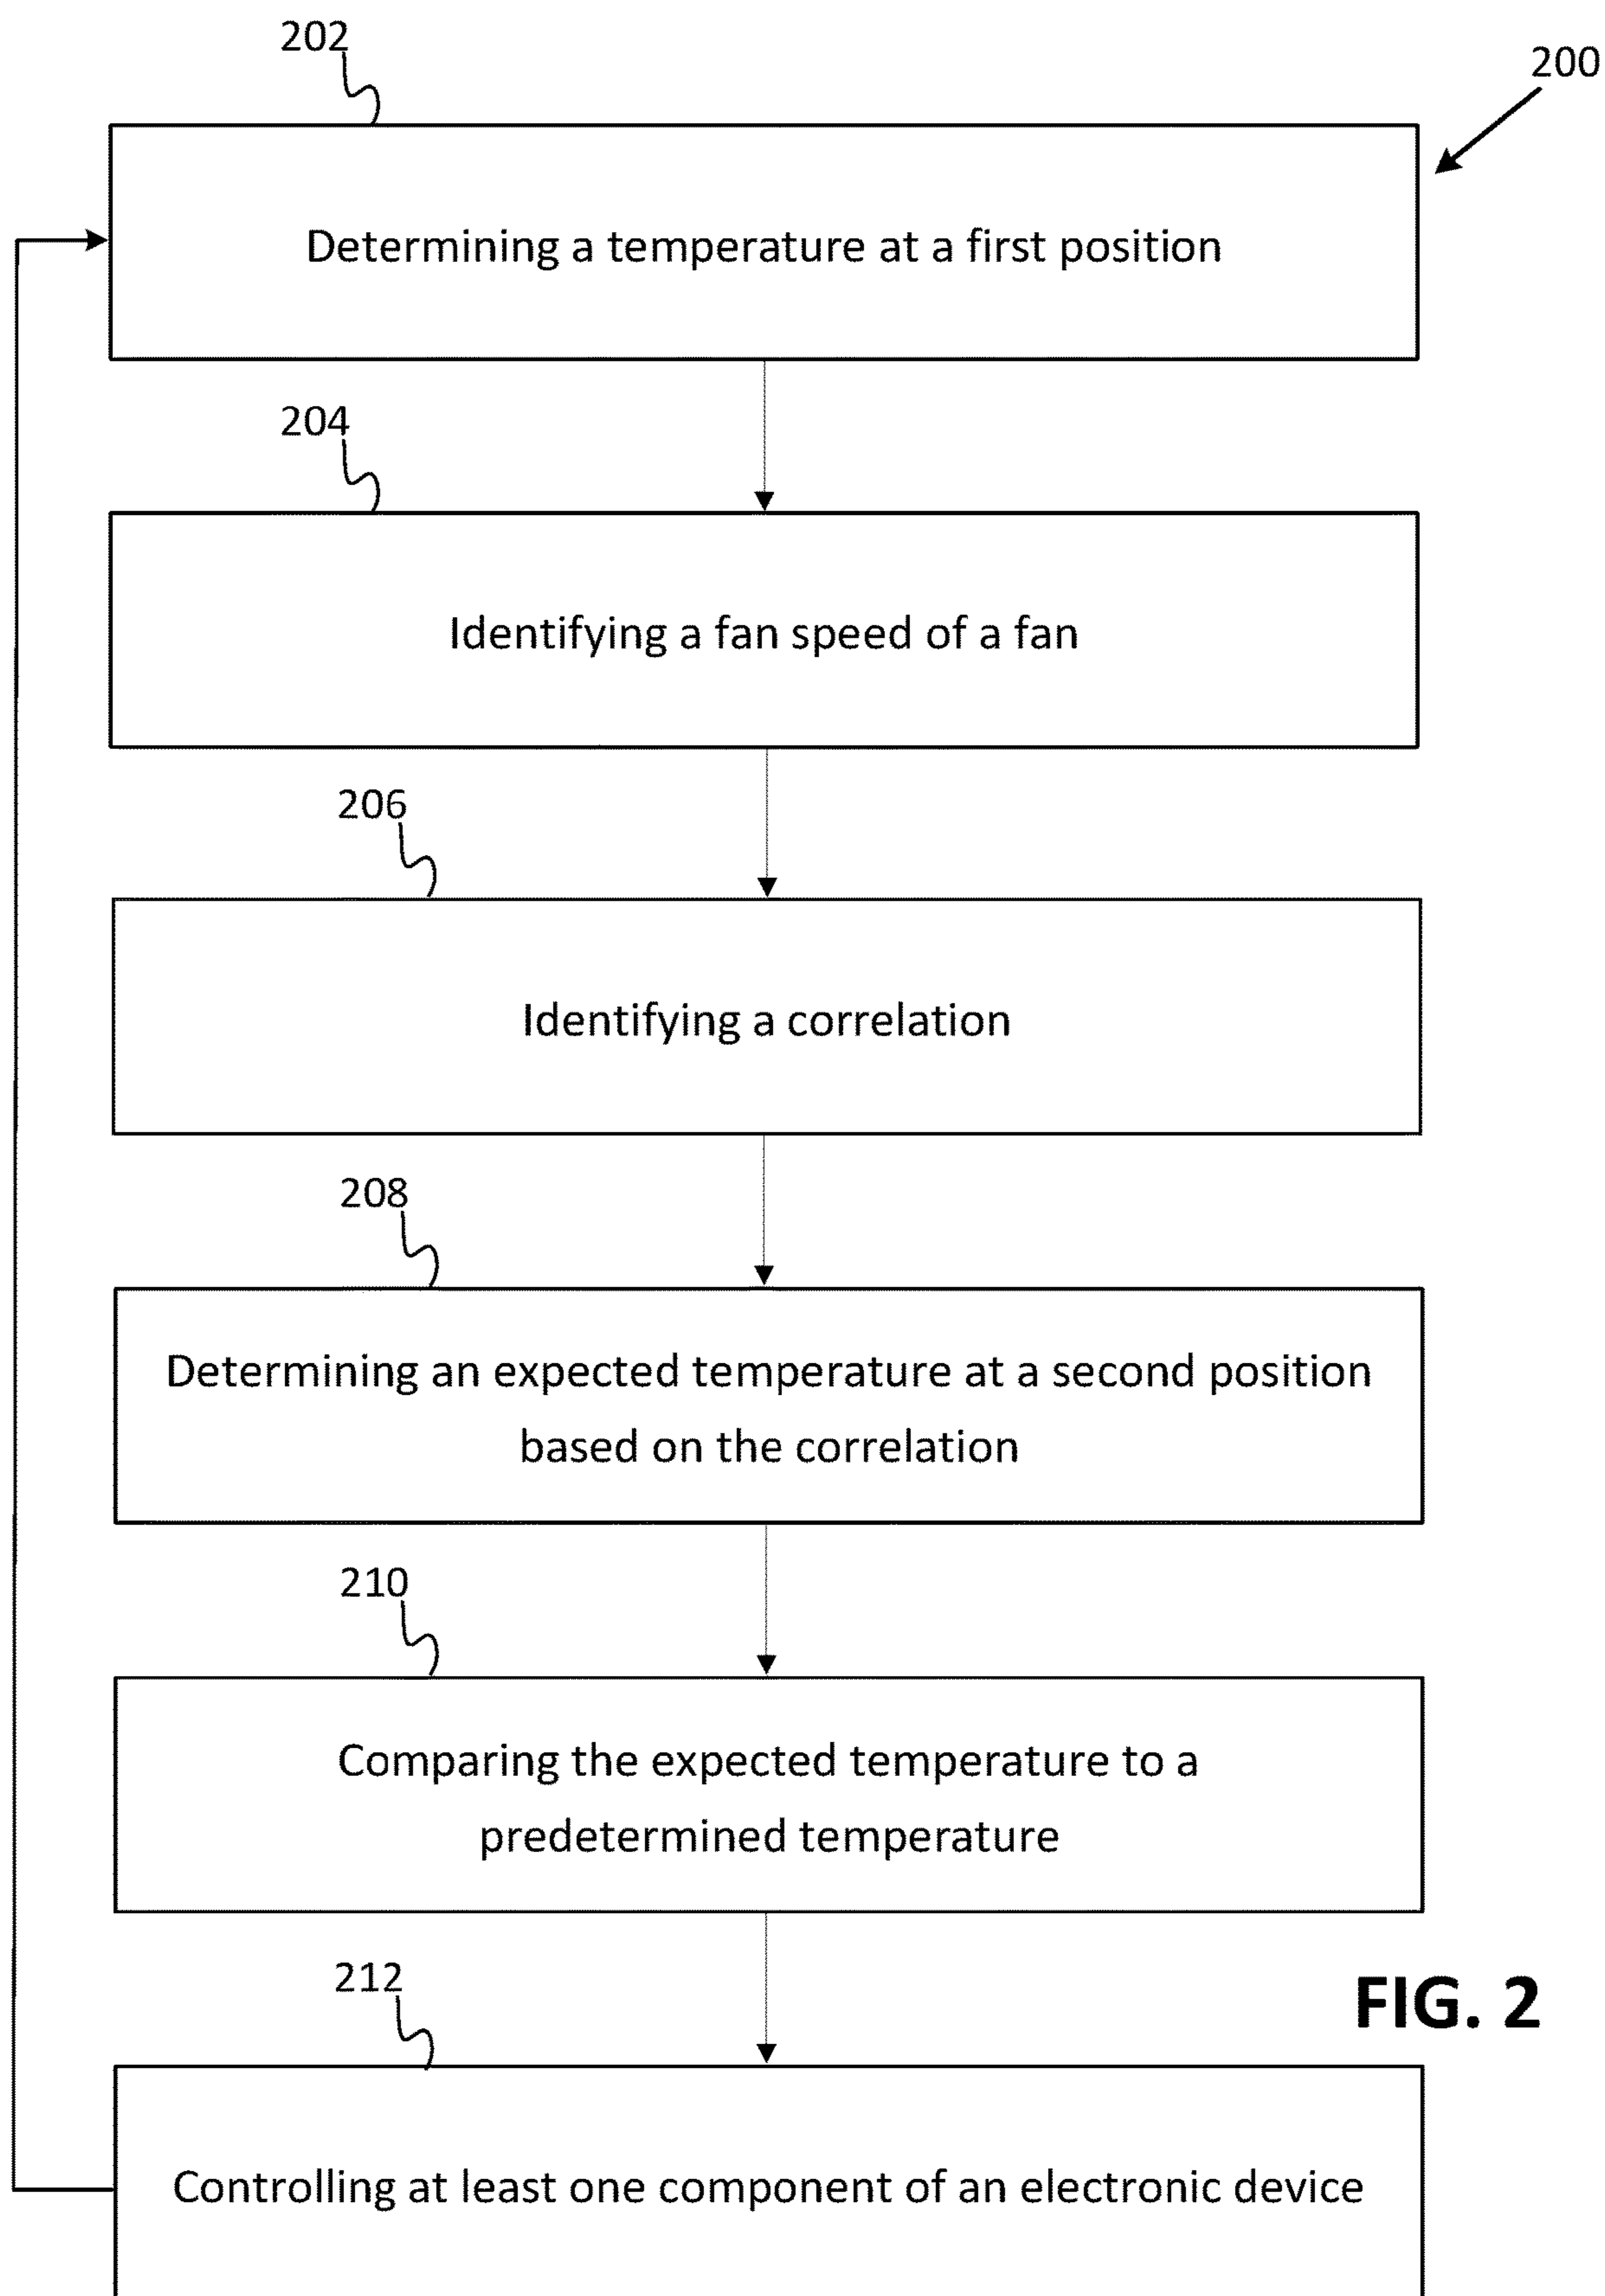 202
200
Determining a temperature at a first position
204
Identifying a fan speed of a fan
206
Identifying a correlation
208
Determining an expected temperature at a second position
based on the correlation
210
Comparing the expected temperature to a
predetermined temperature
212
FIG. 2
Controlling at least one component of an electronic device